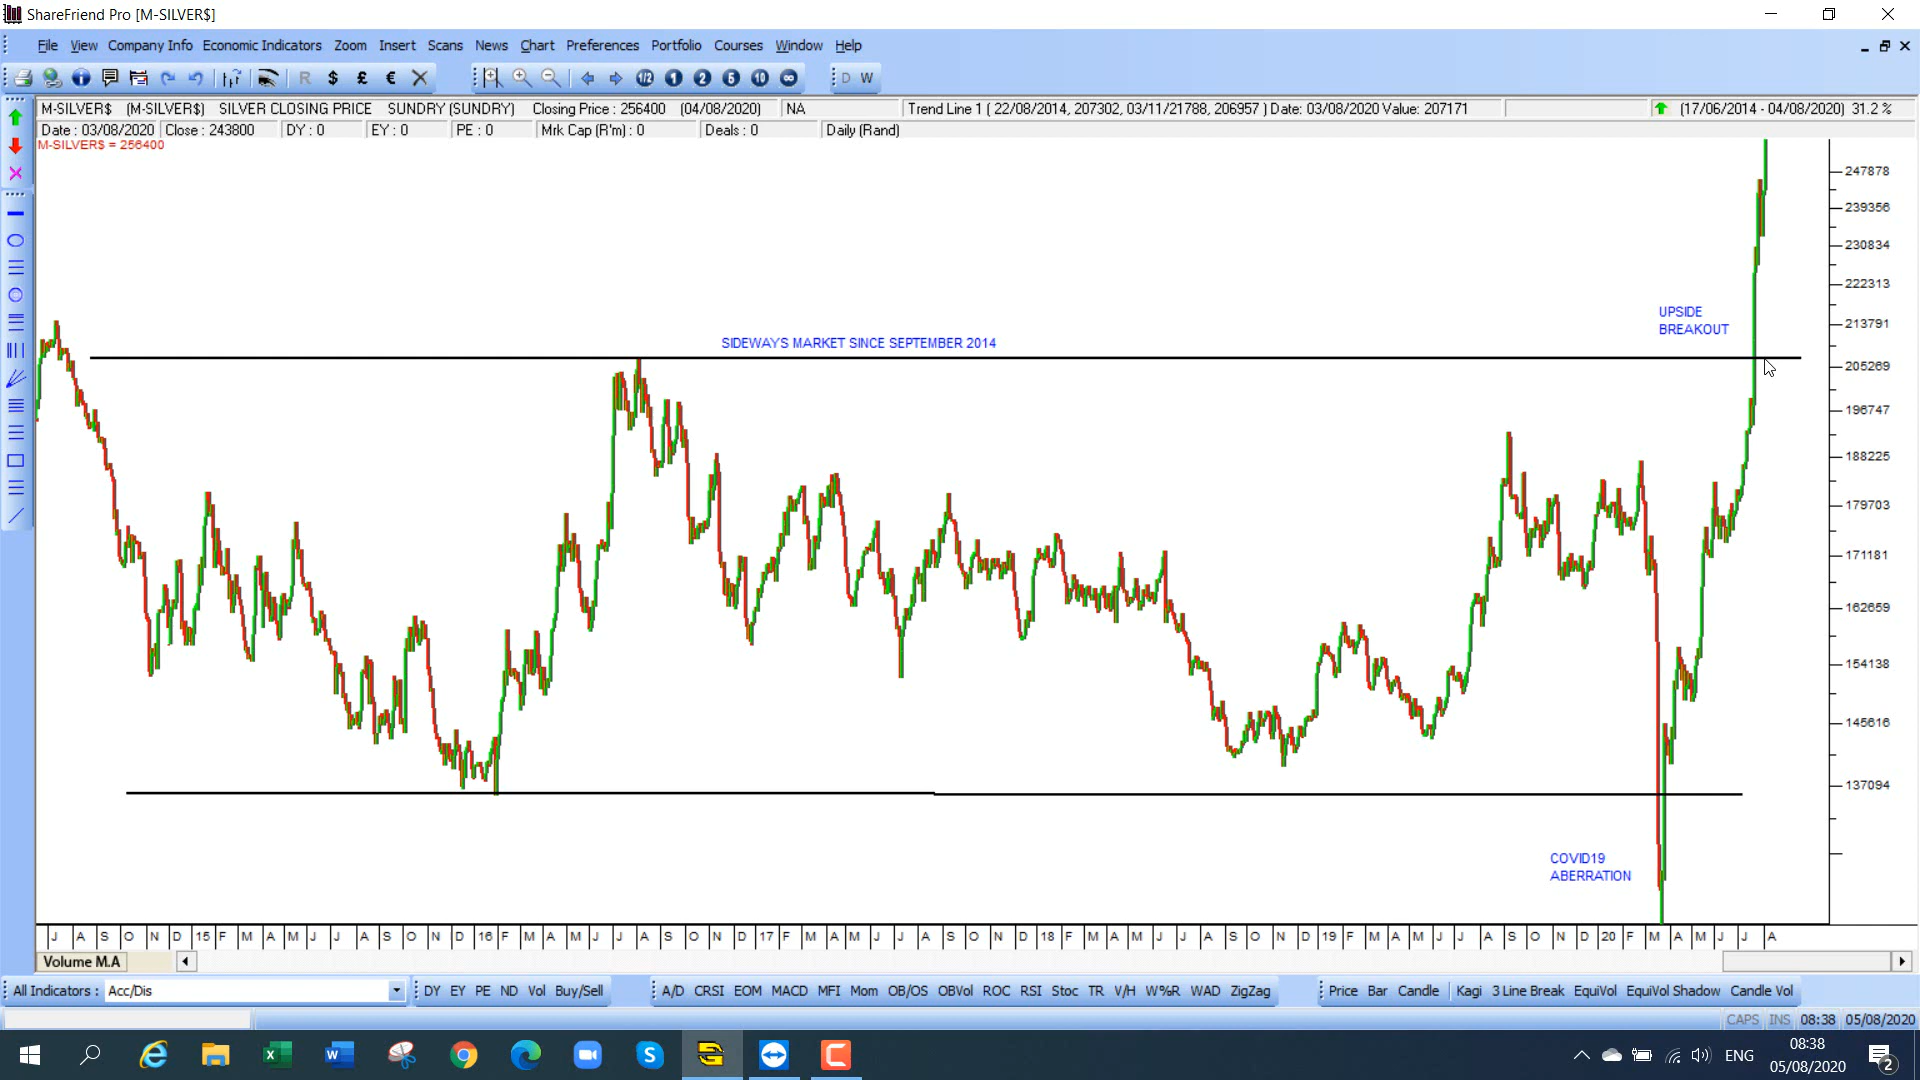 ShareFriend Pro [M-SILVER$]
File View Company Info Economic Indicators Zoom Insert Scans News Chart Preferences Portfolio Courses Window Help
R $ £ € 1/2 1 2 5 10 ∞ D W
M-SILVER$ (M-SILVER$) SILVER CLOSING PRICE SUNDRY (SUNDRY) Closing Price : 256400 (04/08/2020) NA Trend Line 1 ( 22/08/2014, 207302, 03/11/21788, 206957 ) Date: 03/08/2020 Value: 207171 (17/06/2014 - 04/08/2020) 31.2 %
Date : 03/08/2020 Close : 243800 DY : 0 EY : 0 PE : 0 Mrk Cap (R'm) : 0 Deals : 0 Daily (Rand)
M-SILVER$ = 256400
247878
239356
230834
222313
UPSIDE
BREAKOUT
213791
SIDEWAYS MARKET SINCE SEPTEMBER 2014
205269
196747
188225
179703
171181
162659
154138
145616
137094
COVID19
ABERRATION
J A S O N D 15 F M A M J J A S O N D 16 F M A M J J A S O N D 17 F M A M J J A S O N D 18 F M A M J J A S O N D 19 F M A M J J A S O N D 20 F M A M J J A
Volume M.A
All Indicators : Acc/Dis DY EY PE ND Vol Buy/Sell A/D CRSI EOM MACD MFI Mom OB/OS OBVol ROC RSI Stoc TR V/H W%R WAD ZigZag Price Bar Candle Kagi 3 Line Break EquiVol EquiVol Shadow Candle Vol
CAPS INS 08:38 05/08/2020
ENG 08:38
05/08/2020
2